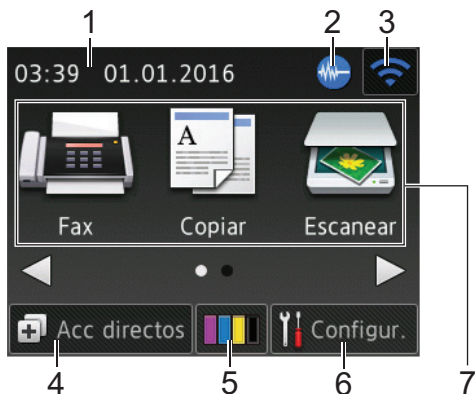 1 2 3
03:39 01.01.2016
A
Fax Copiar Escanear
Acc directos Configur.
4 5 6 7